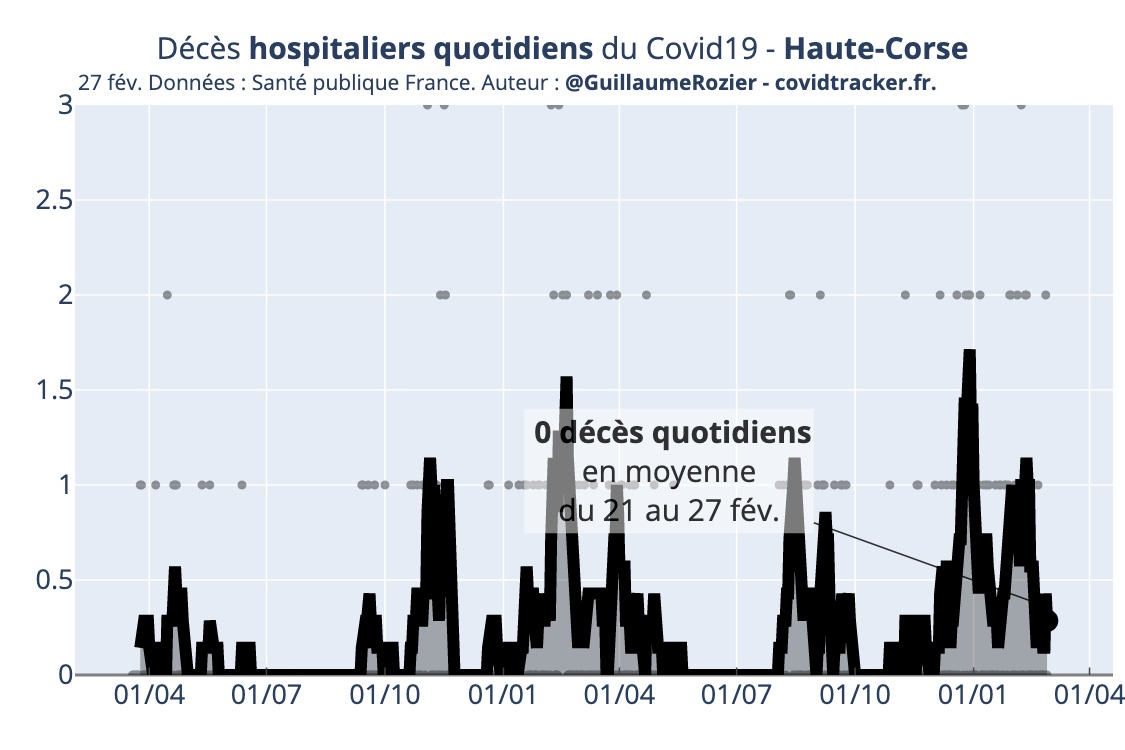 Décès hospitaliers quotidiens du Covid19 - Haute-Corse
27 fév. Données : Santé publique France. Auteur : @GuillaumeRozier - covidtracker.fr.
3
2.5
2
1.5
0 décès quotidiens
en moyenne
1
du 21 au 27 fév.
0.5
0
01/04 01/07 01/10 01/01 01/04 01/07 01/10 01/01 01/04